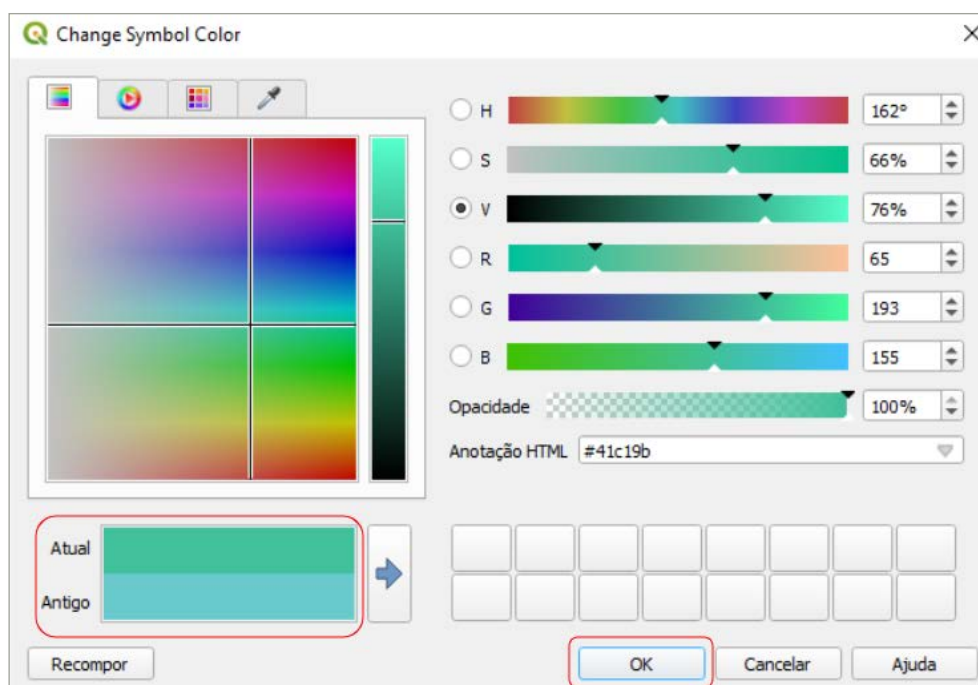 Change Symbol Color
H 162°
S 66%
V 76%
R 65
G 193
B 155
Opacidade 100%
Anotação HTML #41c19b
Atual
Antigo
Recompor OK Cancelar Ajuda